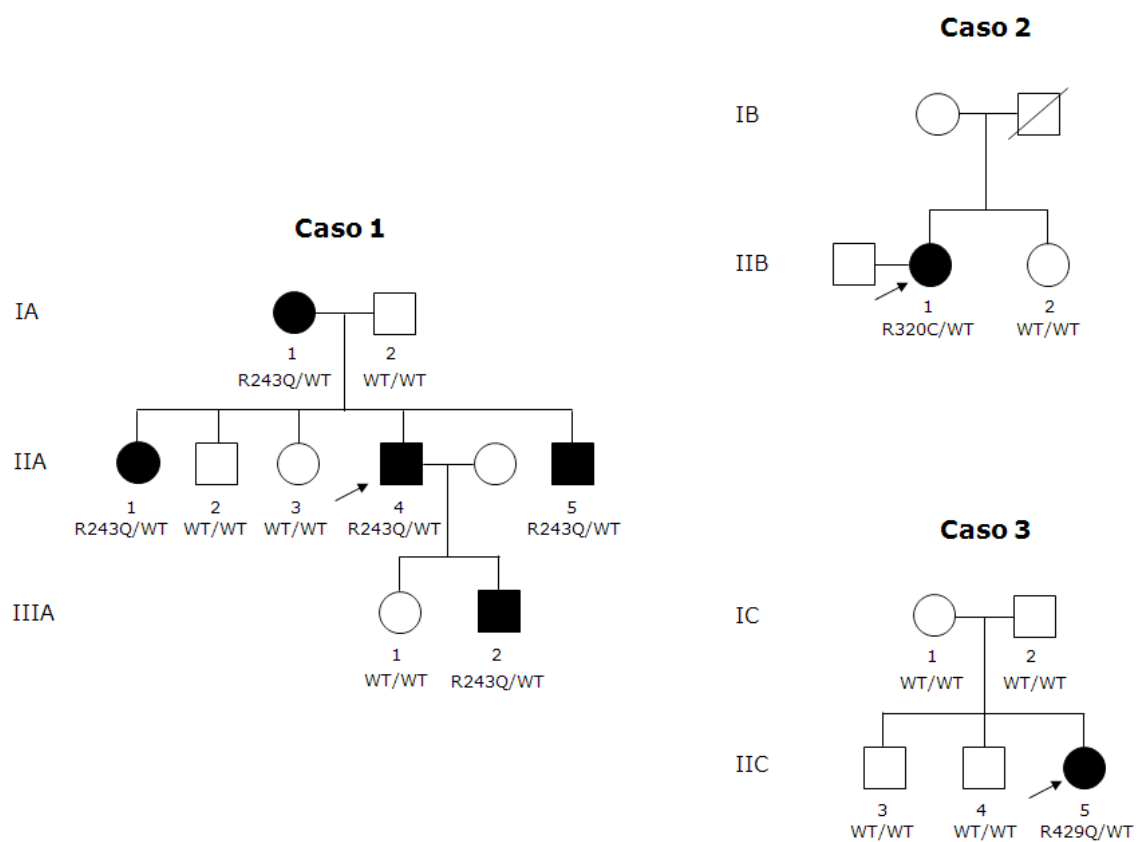 Caso 1
IA
1 2
R243Q/WT WT/WT
IIA
1 2 3 4 5
R243Q/WT WT/WT WT/WT R243Q/WT R243Q/WT
IIIA
1 2
WT/WT R243Q/WT
Caso 2
IB
IIB
1 2
R320C/WT WT/WT
Caso 3
IC
1 2
WT/WT WT/WT
IIC
3 4 5
WT/WT WT/WT R429Q/WT